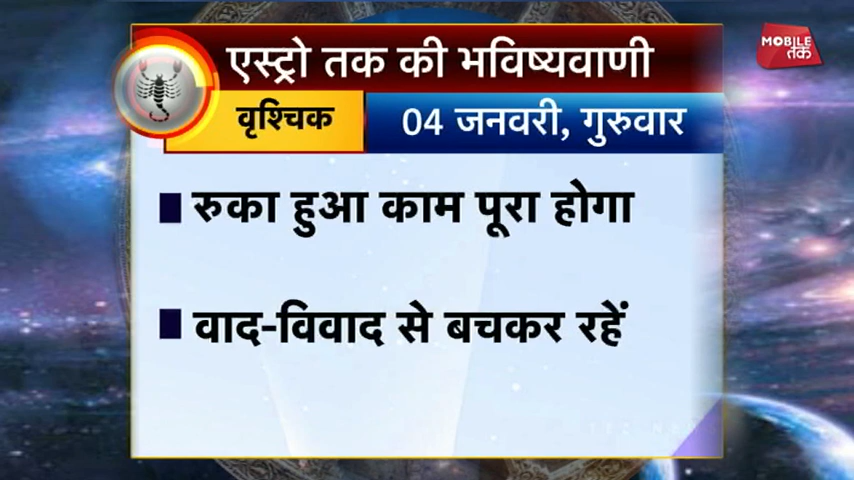 एस्ट्रो तक की भविष्यवाणी
MOBILE
तक
वृश्चिक
04 जनवरी, गुरुवार
रुका हुआ काम पूरा होगा
वाद-विवाद से बचकर रहें